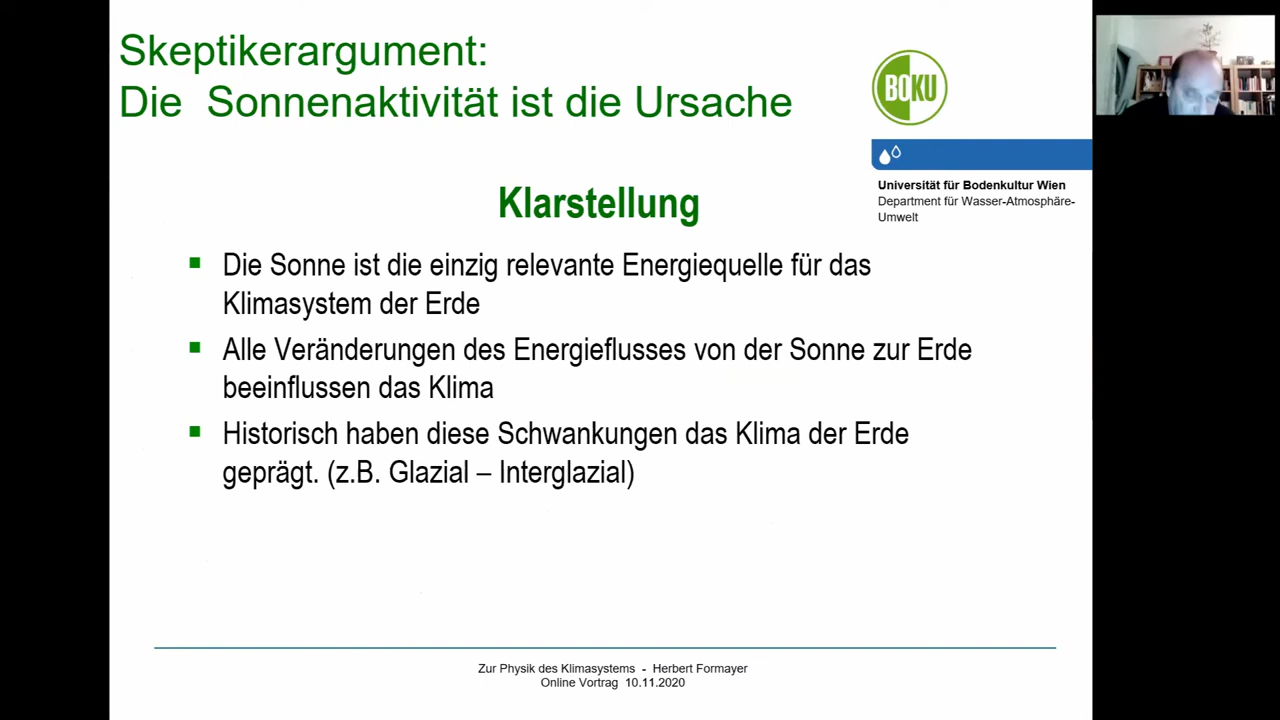 Skeptikerargument:
Die Sonnenaktivität ist die Ursache
BOKU
Universität für Bodenkultur Wien
Department für Wasser-Atmosphäre-
Umwelt
Klarstellung
Die Sonne ist die einzig relevante Energiequelle für das
Klimasystem der Erde
Alle Veränderungen des Energieflusses von der Sonne zur Erde
beeinflussen das Klima
Historisch haben diese Schwankungen das Klima der Erde
geprägt. (z.B. Glazial – Interglazial)
Zur Physik des Klimasystems - Herbert Formayer
Online Vortrag 10.11.2020